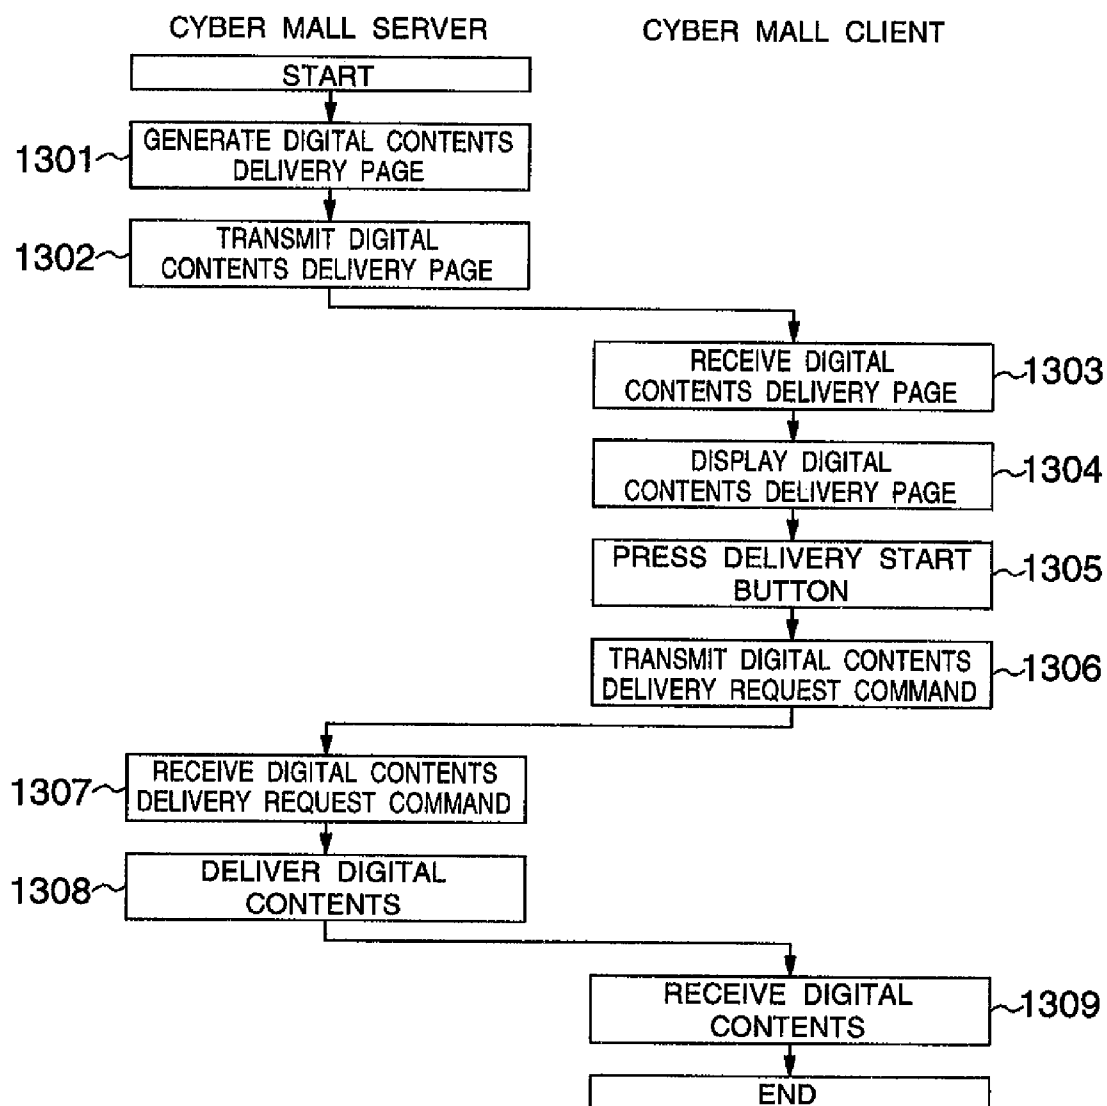 CYBER MALL SERVER
CYBER MALL CLIENT
START
1301
GENERATE DIGITAL CONTENTS
DELIVERY PAGE
1302
TRANSMIT DIGITAL
CONTENTS DELIVERY PAGE
RECEIVE DIGITAL
CONTENTS DELIVERY PAGE
1303
DISPLAY DIGITAL
CONTENTS DELIVERY PAGE
1304
PRESS DELIVERY START
BUTTON
1305
TRANSMIT DIGITAL CONTENTS
DELIVERY REQUEST COMMAND
1306
1307
RECEIVE DIGITAL CONTENTS
DELIVERY REQUEST COMMAND
1308
DELIVER DIGITAL
CONTENTS
RECEIVE DIGITAL
CONTENTS
1309
END